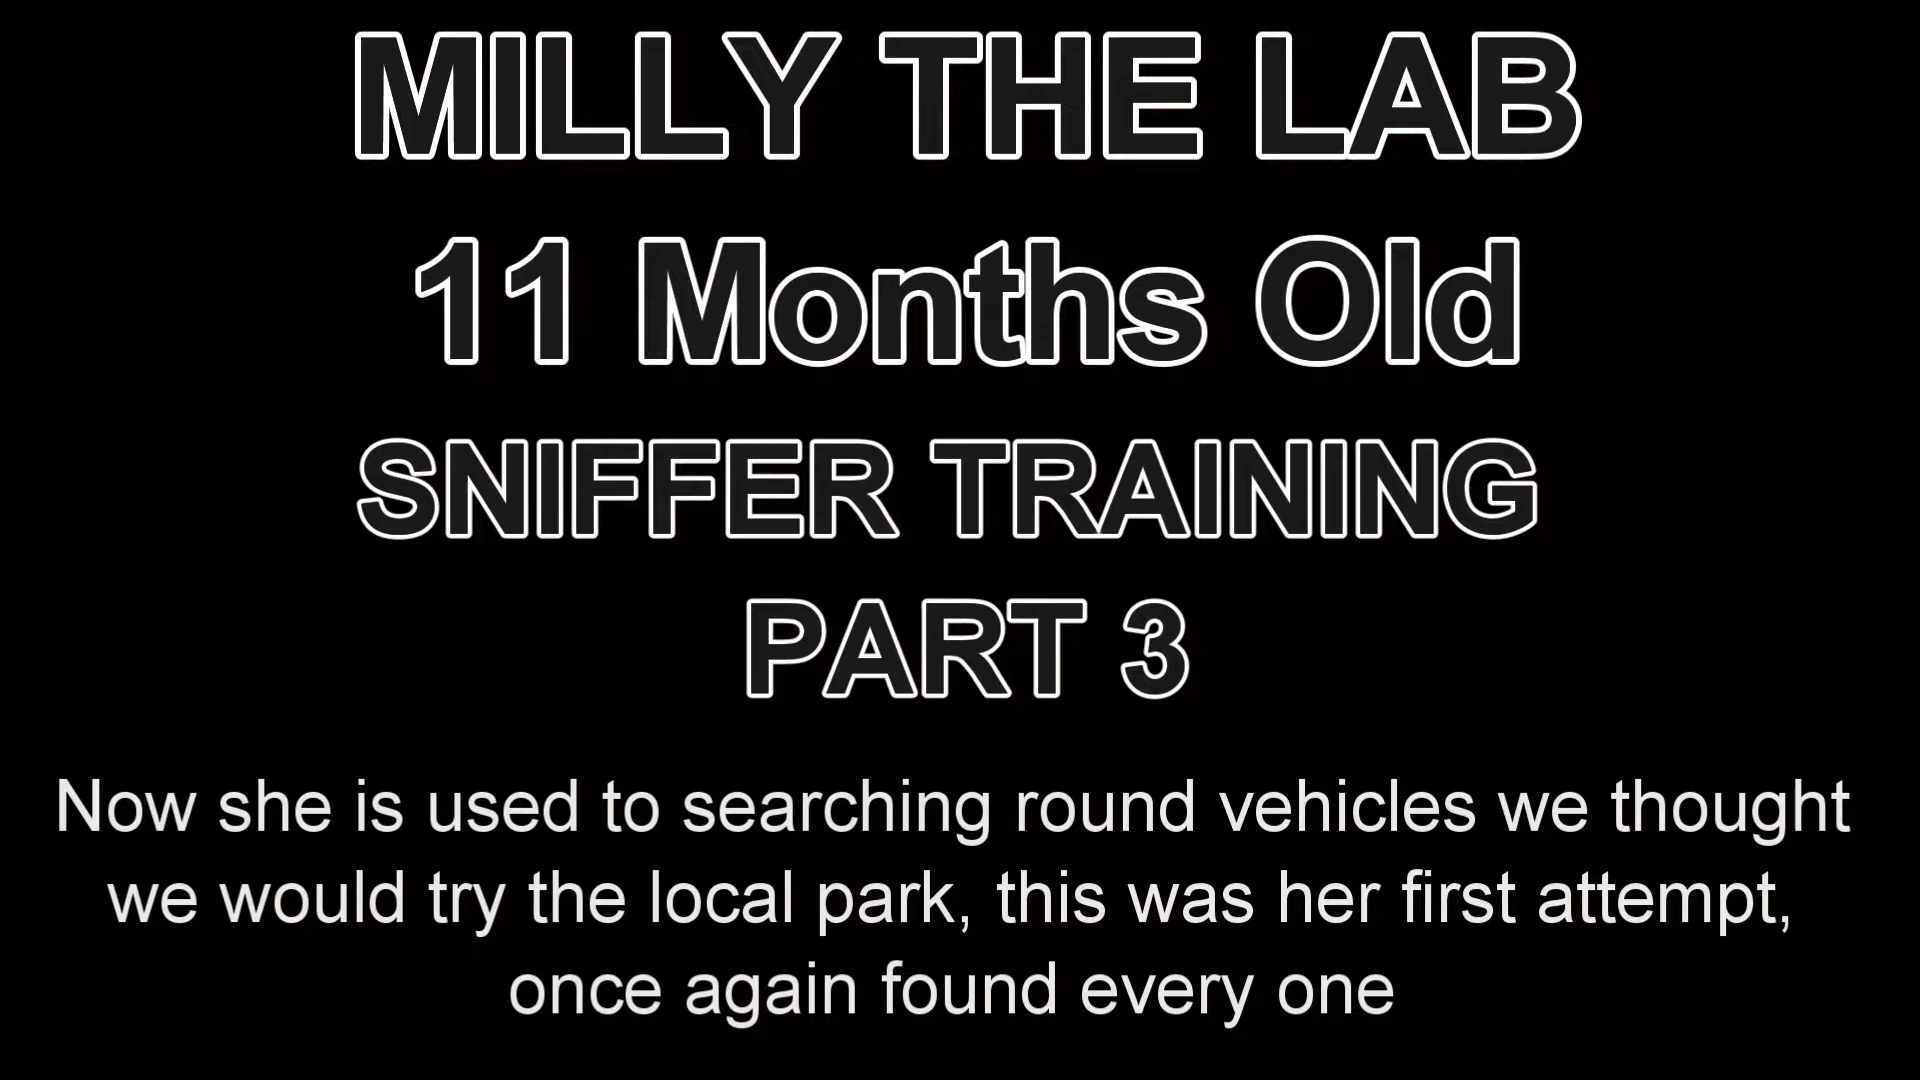 MILLY THE LAB
11 Months Old
SNIFFER TRAINING
PART 3
Now she is used to searching round vehicles we thought
we would try the local park, this was her first attempt,
once again found every one